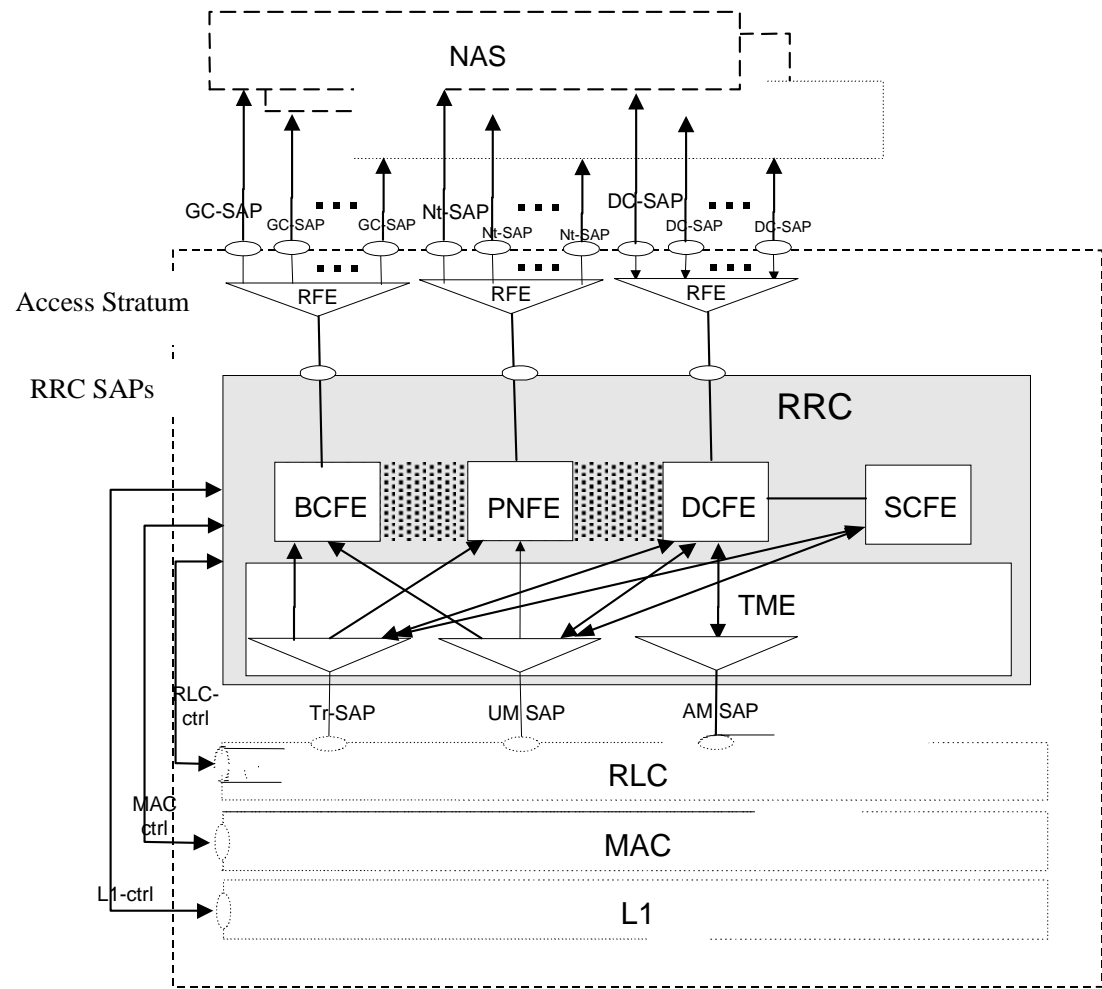 NAS
GC-SAP
GC-SAP
GC-SAP
Nt-SAP
Nt-SAP
Nt-SAP
DC-SAP
DC-SAP
DC-SAP
Access Stratum
RFE
RFE
RFE
RRC SAPs
RRC
BCFE
PNFE
DCFE
SCFE
TME
RLC-
ctrl
Tr-SAP
UM SAP
AM SAP
RLC
MAC
ctrl
MAC
L1-ctrl
L1